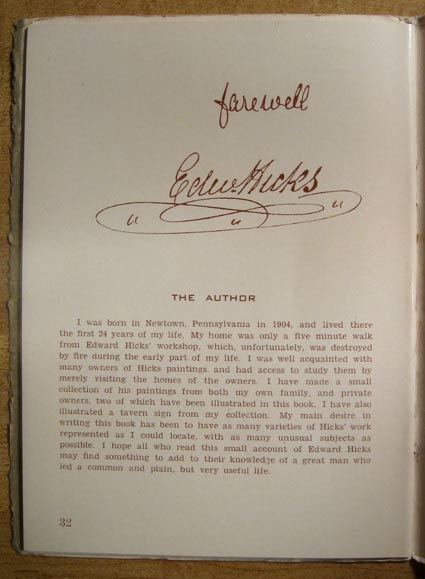 farewell
Edw. Hicks
THE AUTHOR
I was born in Newtown, Pennsylvania in 1904, and lived there
the first 24 years of my life. My home was only a five minute walk
from Edward Hicks' workshop, which, unfortunately, was destroyed
by fire during the early part of my life. I was well acquainted with
many owners of Hicks paintings and had access to study them by
merely visiting the homes of the owners. I have made a small
collection of his paintings from both my own family, and private
owners, two of which have been illustrated in this book. I have also
illustrated a tavern sign from my collection. My main desire in
writing this book has been to have as many varieties of Hicks' work
represented as I could locate, with as many unusual subjects as
possible. I hope all who read this small account of Edward Hicks
may find something to add to their knowledge of a great man who
led a common and plain, but very useful life.
32